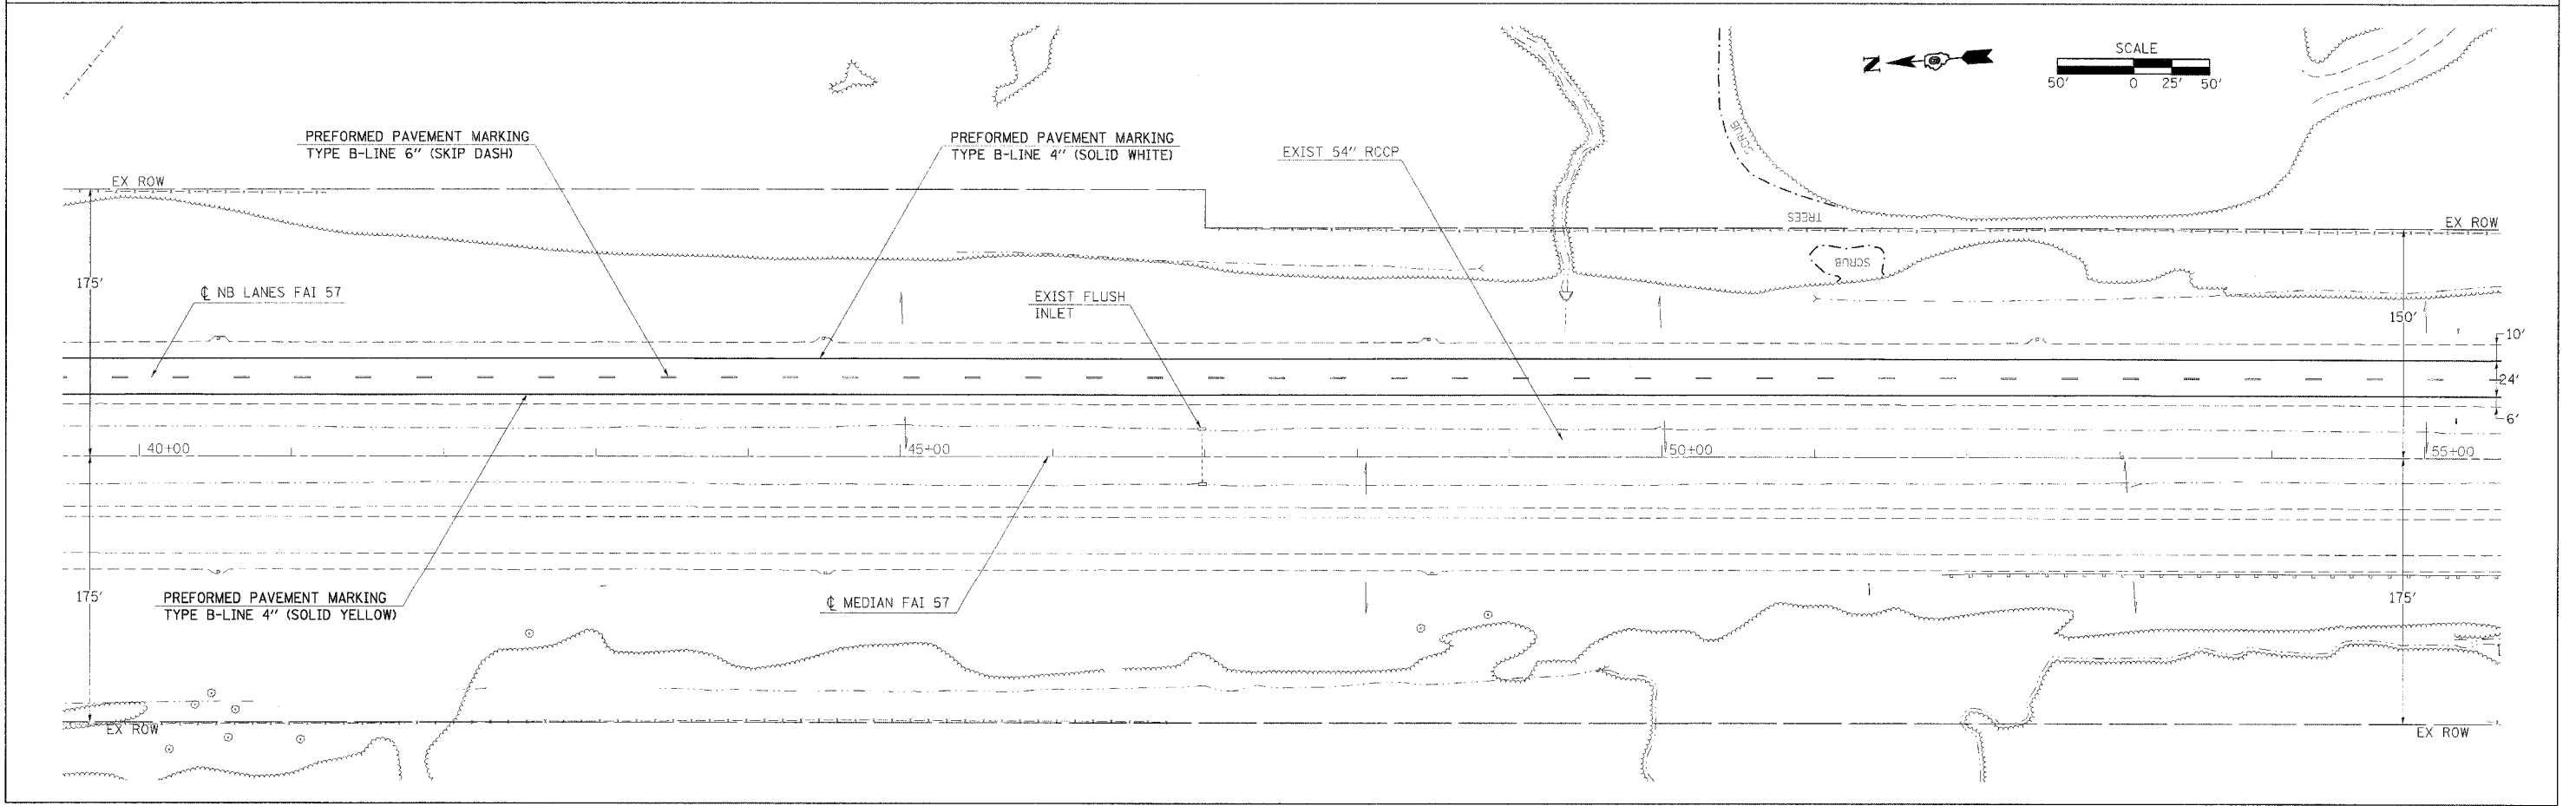 SCALE
50' 0 25' 50'
N
PREFORMED PAVEMENT MARKING
TYPE B-LINE 6" (SKIP DASH)
PREFORMED PAVEMENT MARKING
TYPE B-LINE 4" (SOLID WHITE)
EXIST 54" RCCP
SCRUB
EX ROW
TREES
EX ROW
SCRUB
175'
℄ NB LANES FAI 57
EXIST FLUSH
INLET
150'
10'
24'
6'
40+00
45+00
50+00
55+00
175'
PREFORMED PAVEMENT MARKING
TYPE B-LINE 4" (SOLID YELLOW)
℄ MEDIAN FAI 57
175'
EX ROW
EX ROW